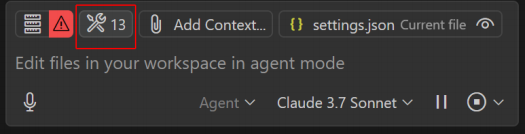 13 Add Context... {} settings.json Current file
Edit files in your workspace in agent mode
Agent Claude 3.7 Sonnet